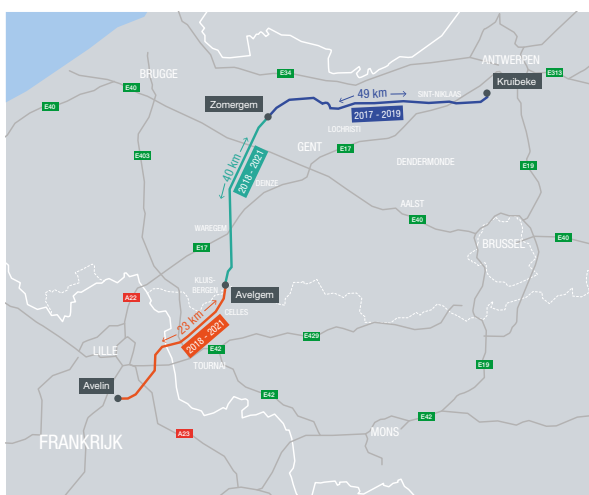 ANTWERPEN
E34
E313
BRUGGE
Kruibeke
E40
49 km
SINT-NIKLAAS
E40
Zomergem
2017 - 2019
LOCHRISTI
GENT
E17
E403
40 km
2018 - 2021
DENDERMONDE
E19
DEINZE
AALST
E40
WAREGEM
E40
BRUSSEL
E17
KLUIS-
BERGEN
A22
Avelgem
CELLES
23 km
2018 - 2021
E429
LILLE
E42
TOURNAI
E19
Avelin
E42
E42
A23
MONS
FRANKRIJK